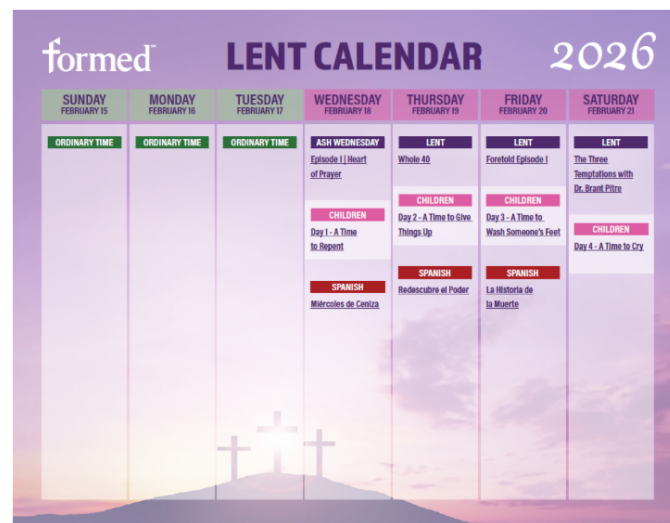 formed™
LENT CALENDAR
2026
SUNDAY
FEBRUARY 15
MONDAY
FEBRUARY 16
TUESDAY
FEBRUARY 17
WEDNESDAY
FEBRUARY 18
THURSDAY
FEBRUARY 19
FRIDAY
FEBRUARY 20
SATURDAY
FEBRUARY 21
ORDINARY TIME
ORDINARY TIME
ORDINARY TIME
ASH WEDNESDAY
Episode I | Heart
of Prayer
CHILDREN
Day 1 - A Time
to Repent
SPANISH
Miércoles de Ceniza
LENT
Whole 40
CHILDREN
Day 2 - A Time to Give
Things Up
SPANISH
Redescubre el Poder
LENT
Foretold Episode I
CHILDREN
Day 3 - A Time to
Wash Someone's Feet
SPANISH
La Historia de
la Muerte
LENT
The Three
Temptations with
Dr. Brant Pitre
CHILDREN
Day 4 - A Time to Cry